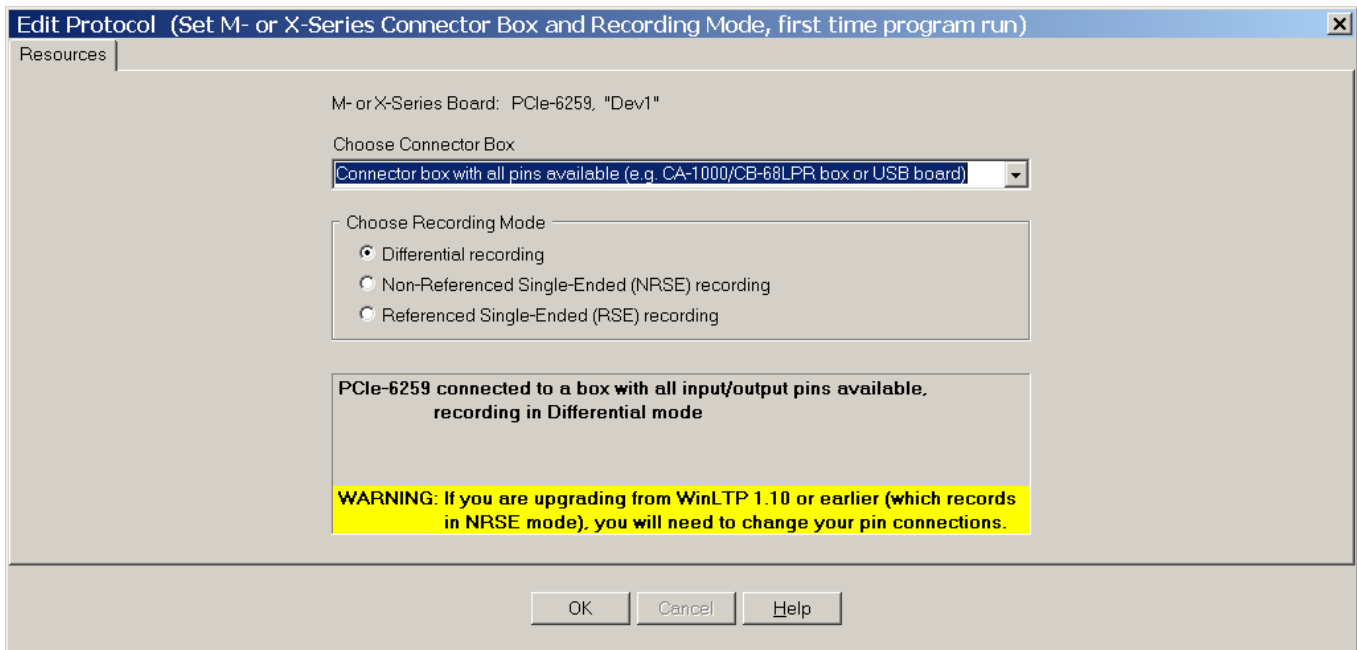 Edit Protocol (Set M- or X-Series Connector Box and Recording Mode, first time program run)
Resources
M- or X-Series Board: PCIe-6259, "Dev1"
Choose Connector Box
Connector box with all pins available (e.g. CA-1000/CB-68LPR box or USB board)
Choose Recording Mode
Differential recording
Non-Referenced Single-Ended (NRSE) recording
Referenced Single-Ended (RSE) recording
PCIe-6259 connected to a box with all input/output pins available,
recording in Differential mode
WARNING: If you are upgrading from WinLTP 1.10 or earlier (which records
in NRSE mode), you will need to change your pin connections.
OK Cancel Help